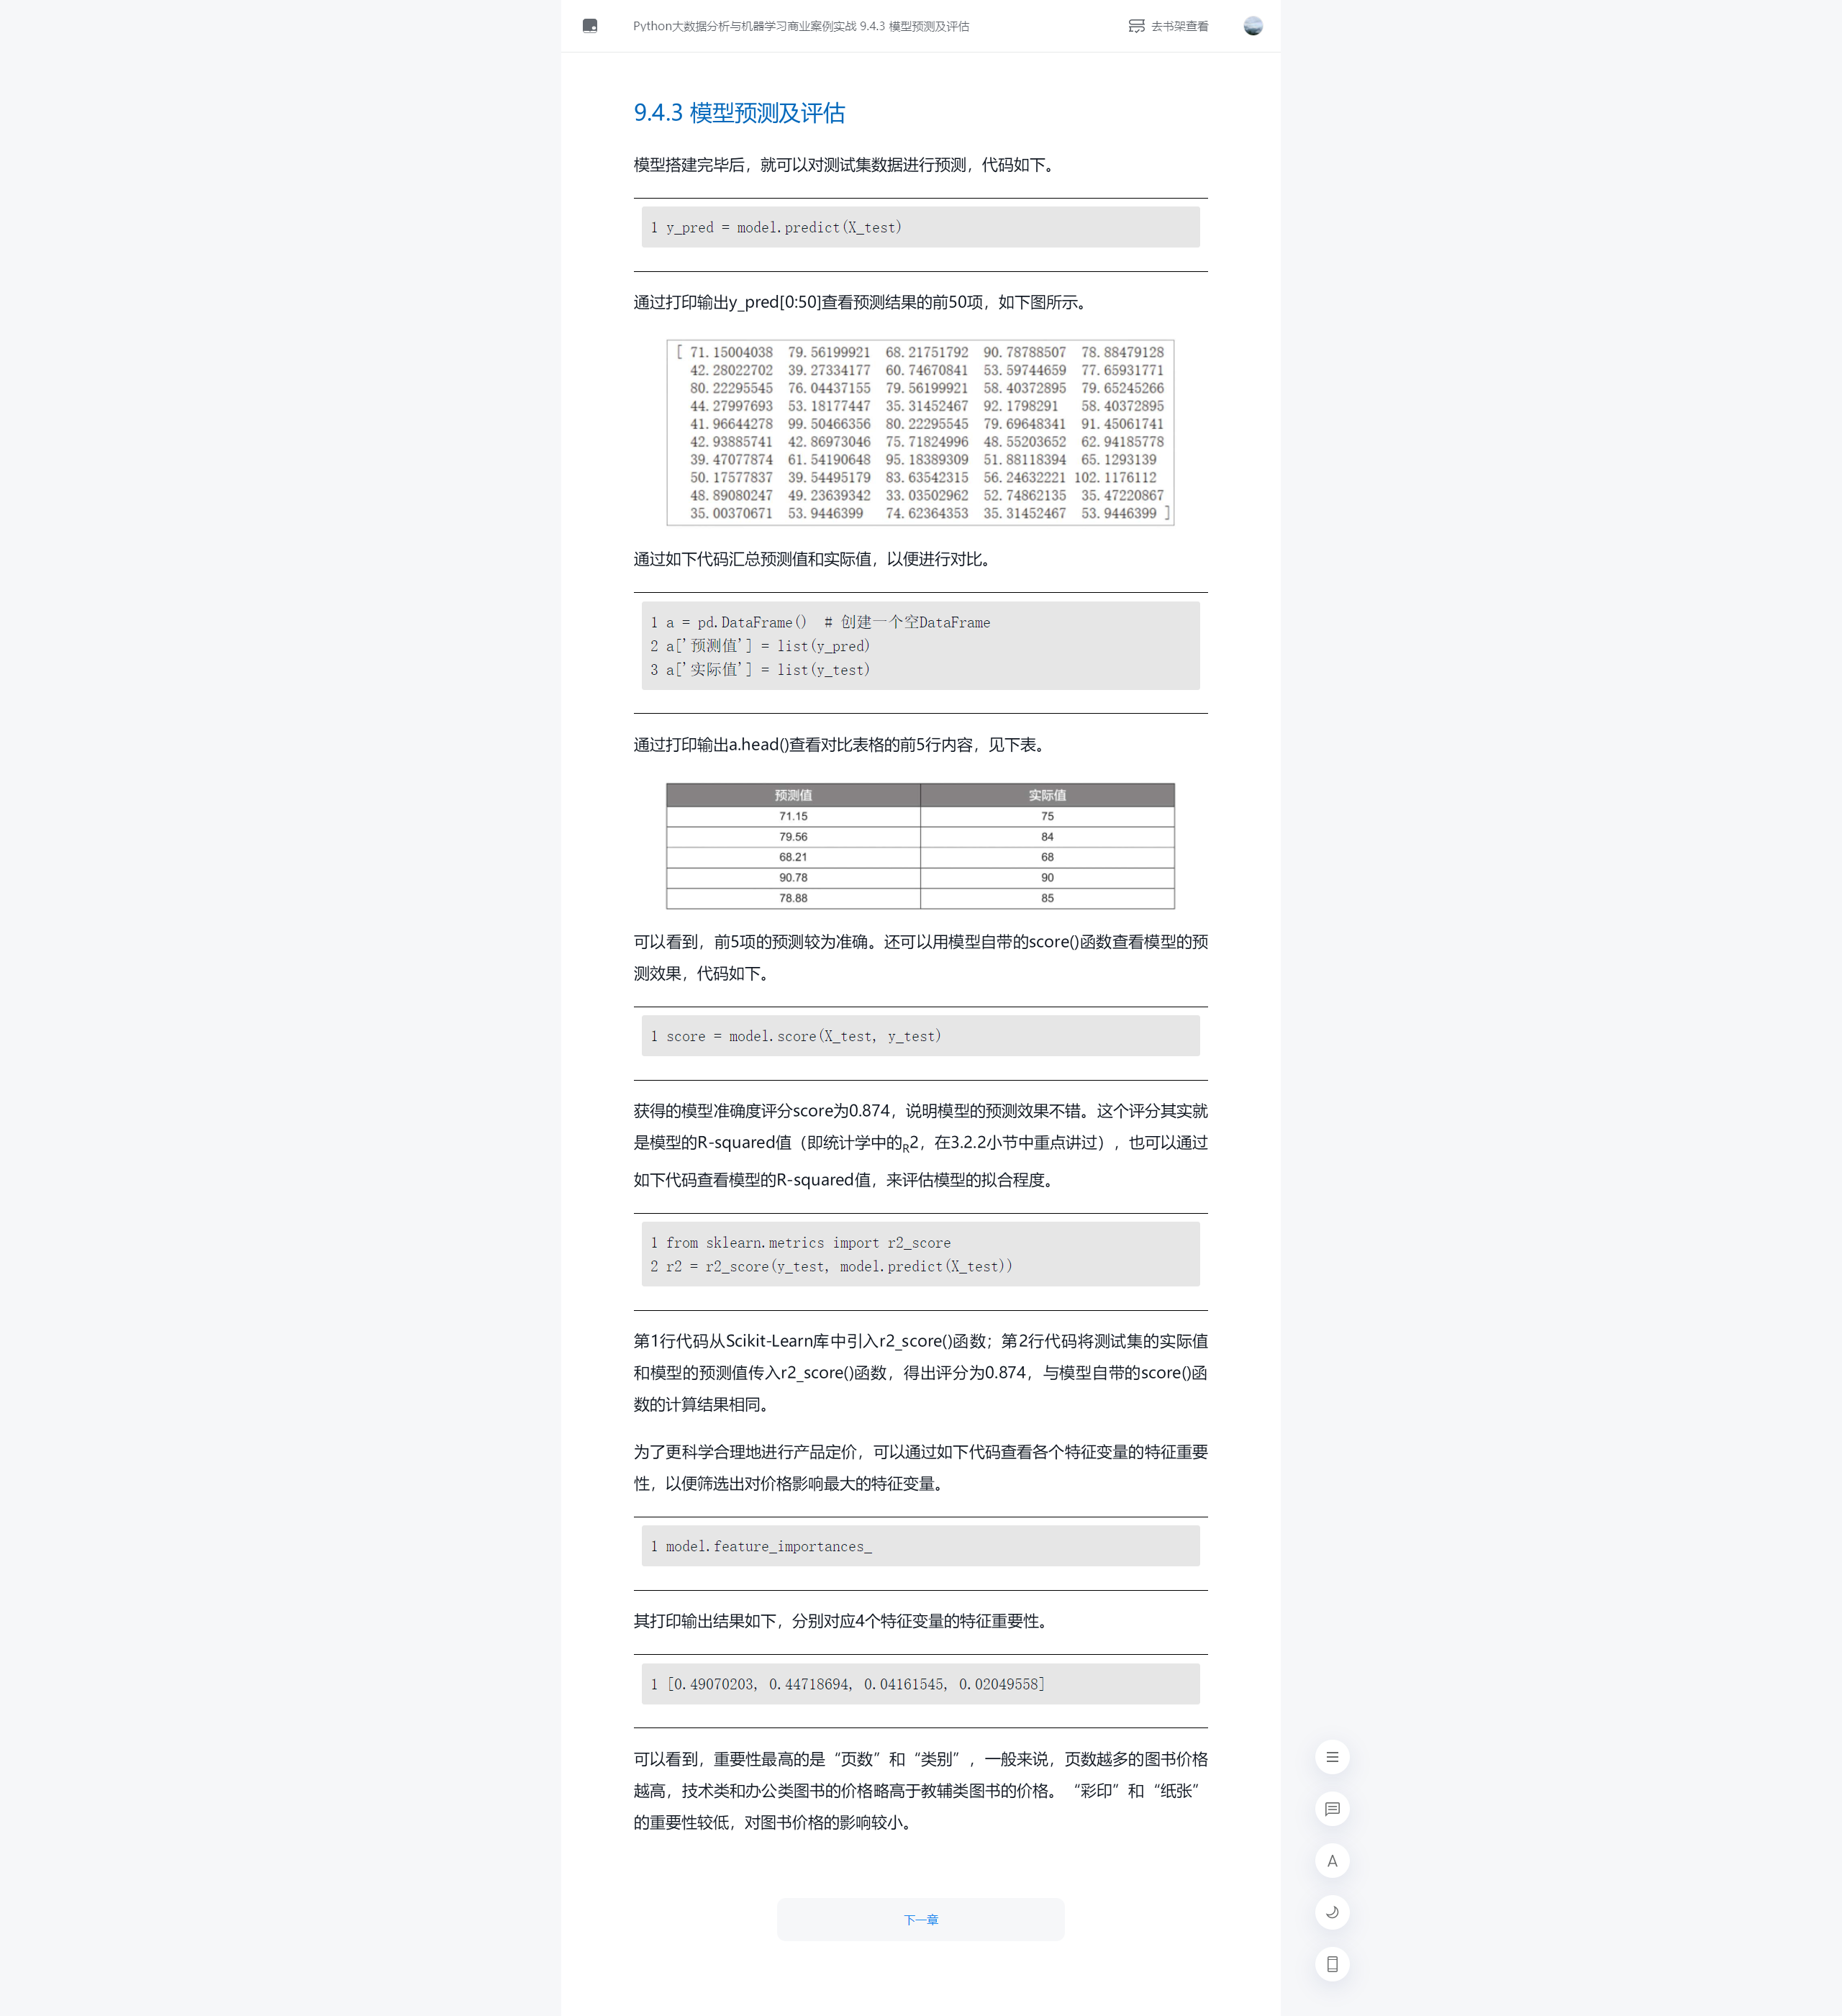 Python大数据分析与机器学习商业案例实战 9.4.3 模型预测及评估
去书架查看
9.4.3 模型预测及评估
模型搭建完毕后，就可以对测试集数据进行预测，代码如下。
1 y_pred = model.predict(X_test)
通过打印输出y_pred[0:50]查看预测结果的前50项，如下图所示。
[ 71.15004038 79.56199921 68.21751792 90.78788507 78.88479128
42.28022702 39.27334177 60.74670841 53.59744659 77.65931771
80.22295545 76.04437155 79.56199921 58.40372895 79.65245266
44.27997693 53.18177447 35.31452467 92.1798291 58.40372895
41.96644278 99.50466356 80.22295545 79.69648341 91.45061741
42.93885741 42.86973046 75.71824996 48.55203652 62.94185778
39.47077874 61.54190648 95.18389309 51.88118394 65.1293139
50.17577837 39.54495179 83.63542315 56.24632221 102.1176112
48.89080247 49.23639342 33.03502962 52.74862135 35.47220867
35.00370671 53.9446399 74.62364353 35.31452467 53.9446399 ]
通过如下代码汇总预测值和实际值，以便进行对比。
1 a = pd.DataFrame()  # 创建一个空DataFrame
2 a['预测值'] = list(y_pred)
3 a['实际值'] = list(y_test)
通过打印输出a.head()查看对比表格的前5行内容，见下表。
预测值 实际值
71.15 75
79.56 84
68.21 68
90.78 90
78.88 85
可以看到，前5项的预测较为准确。还可以用模型自带的score()函数查看模型的预
测效果，代码如下。
1 score = model.score(X_test, y_test)
获得的模型准确度评分score为0.874，说明模型的预测效果不错。这个评分其实就
是模型的R-squared值（即统计学中的R2，在3.2.2小节中重点讲过），也可以通过
如下代码查看模型的R-squared值，来评估模型的拟合程度。
1 from sklearn.metrics import r2_score
2 r2 = r2_score(y_test, model.predict(X_test))
第1行代码从Scikit-Learn库中引入r2_score()函数；第2行代码将测试集的实际值
和模型的预测值传入r2_score()函数，得出评分为0.874，与模型自带的score()函
数的计算结果相同。
为了更科学合理地进行产品定价，可以通过如下代码查看各个特征变量的特征重要
性，以便筛选出对价格影响最大的特征变量。
1 model.feature_importances_
其打印输出结果如下，分别对应4个特征变量的特征重要性。
1 [0.49070203, 0.44718694, 0.04161545, 0.02049558]
可以看到，重要性最高的是“页数”和“类别”，一般来说，页数越多的图书价格
越高，技术类和办公类图书的价格略高于教辅类图书的价格。“彩印”和“纸张”
的重要性较低，对图书价格的影响较小。
A
下一章